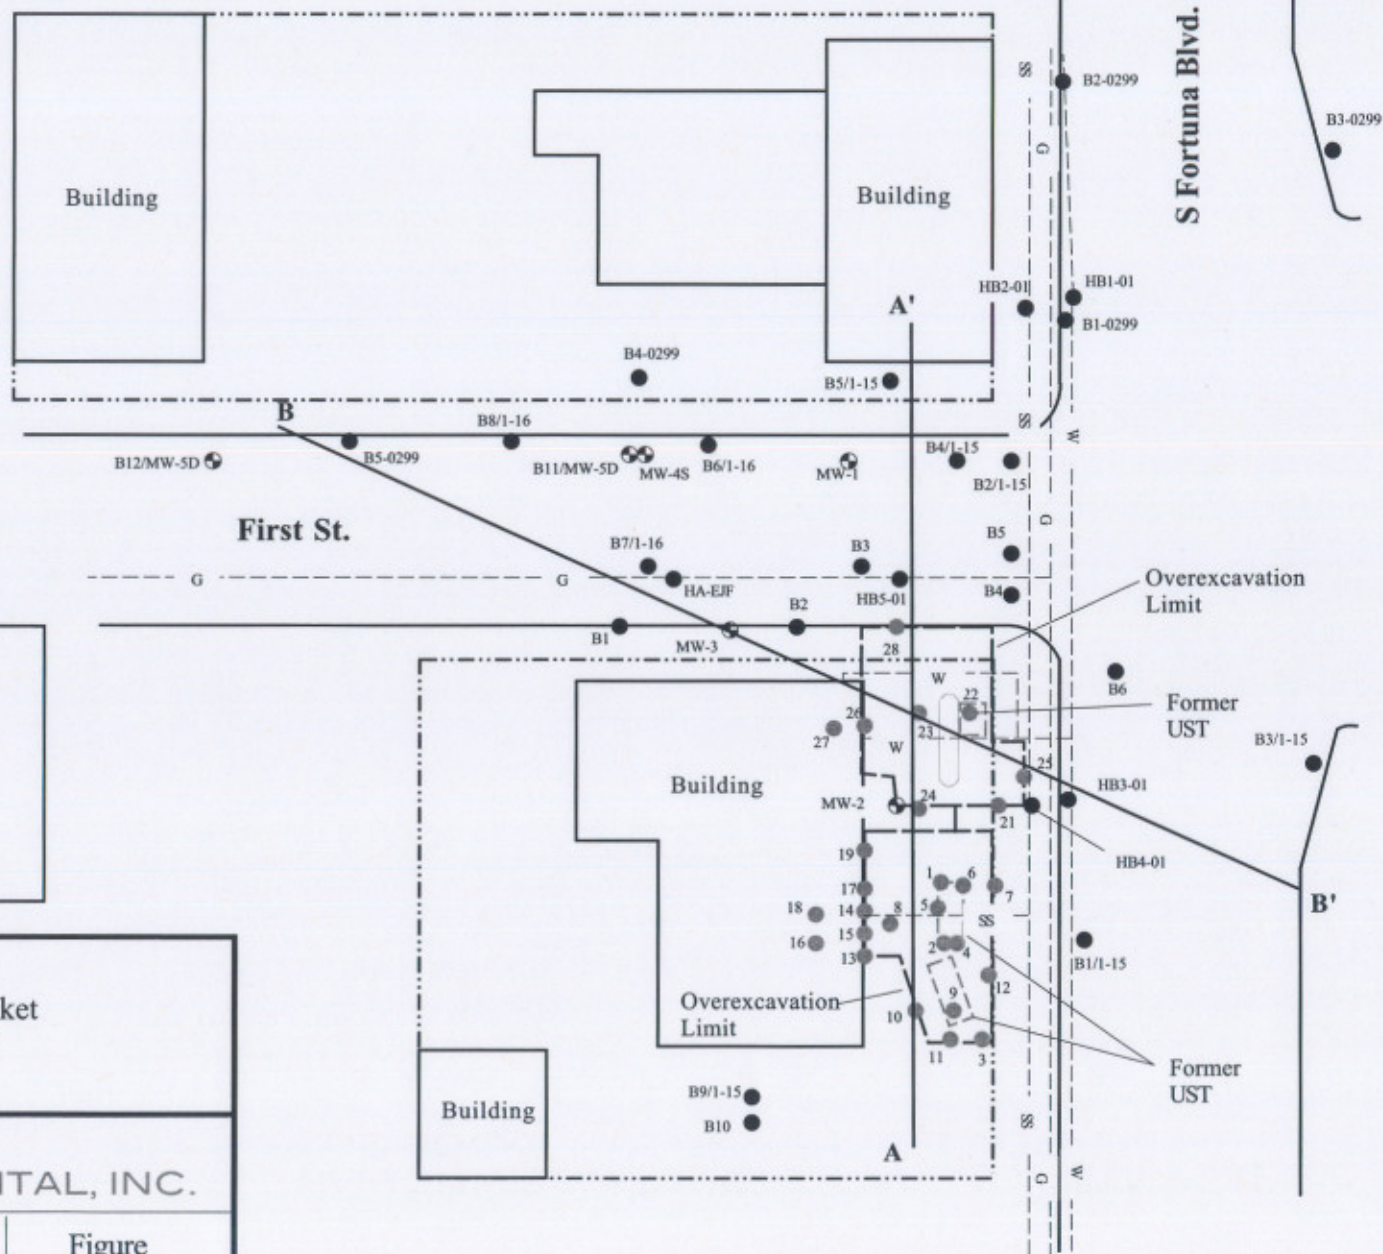 S Fortuna Blvd.
SS
B2-0299
B3-0299
G
Building
Building
HB2-01
HB1-01
A'
B1-0299
B4-0299
B5/1-15
B
B8/1-16
SS
W
B12/MW-5D
B5-0299
B11/MW-5D
MW-4S
B6/1-16
MW-1
B4/1-15
B2/1-15
First St.
G
B7/1-16
B3
B5
G
G
HA-EJF
HB5-01
B4
Overexcavation
Limit
B2
B1
MW-3
28
W
22
B6
Former
UST
26
23
27
W
25
B3/1-15
Building
HB3-01
MW-2
24
21
19
HB4-01
1
6
17
7
18
14
8
5
SS
B'
16
15
2
4
13
B1/1-15
12
Overexcavation
Limit
9
10
11
3
Former
UST
ket
B9/1-15
B10
Building
SS
A
G
W
ITAL, INC.
Figure